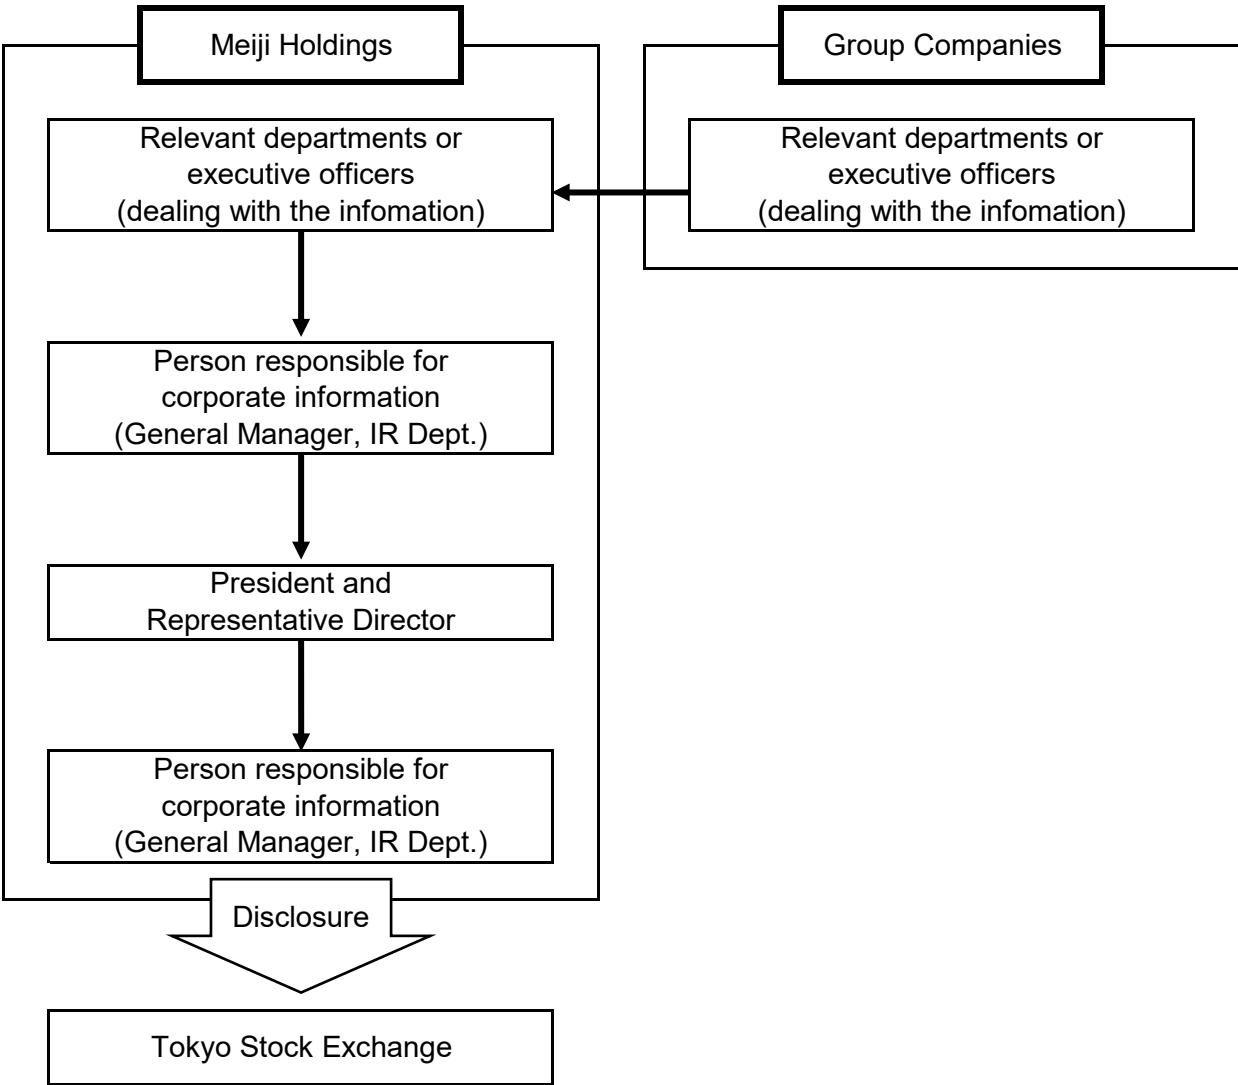 Meiji Holdings
Group Companies
Relevant departments or
executive officers
(dealing with the infomation)
Relevant departments or
executive officers
(dealing with the infomation)
Person responsible for
corporate information
(General Manager, IR Dept.)
President and
Representative Director
Person responsible for
corporate information
(General Manager, IR Dept.)
Disclosure
Tokyo Stock Exchange